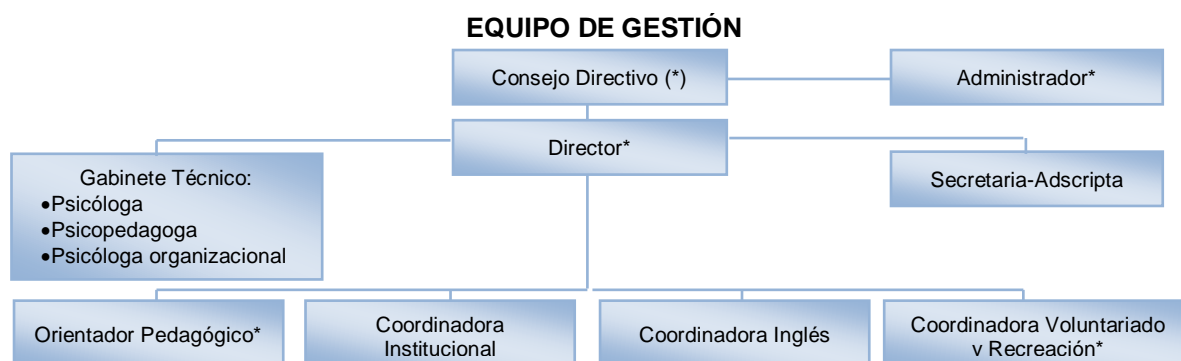 EQUIPO DE GESTIÓN
Consejo Directivo (*)
Administrador*
Director*
Gabinete Técnico:
•Psicóloga
•Psicopedagoga
•Psicóloga organizacional
Secretaria-Adscripta
Orientador Pedagógico*
Coordinadora
Institucional
Coordinadora Inglés
Coordinadora Voluntariado
y Recreación*